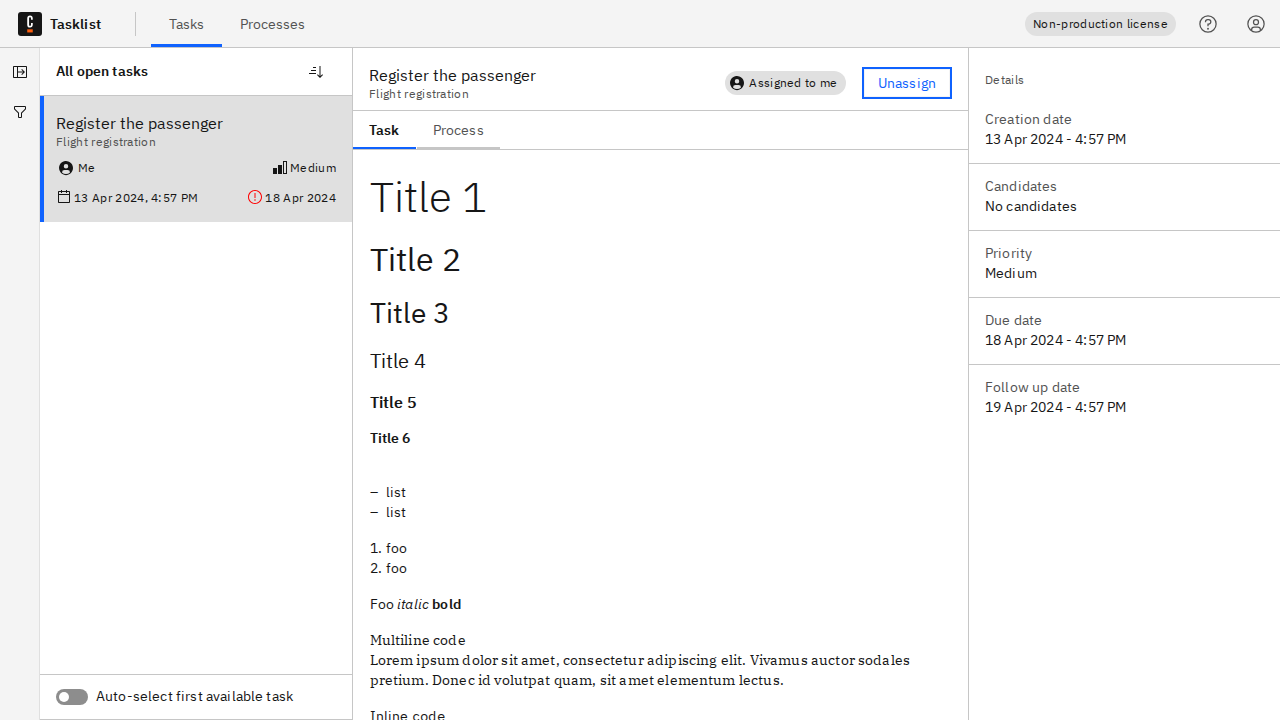 Tasklist
Tasks
Processes
Non-production license
All open tasks
Register the passenger
Flight registration
Me
Medium
13 Apr 2024, 4:57 PM
18 Apr 2024
Auto-select first available task
Register the passenger
Flight registration
Assigned to me
Unassign
Task
Process
Title 1
Title 2
Title 3
Title 4
Title 5
Title 6
– list
– list
1. foo
2. foo
Foo italic bold
Multiline code
Lorem ipsum dolor sit amet, consectetur adipiscing elit. Vivamus auctor sodales
pretium. Donec id volutpat quam, sit amet elementum lectus.
Inline code
Details
Creation date
13 Apr 2024 - 4:57 PM
Candidates
No candidates
Priority
Medium
Due date
18 Apr 2024 - 4:57 PM
Follow up date
19 Apr 2024 - 4:57 PM